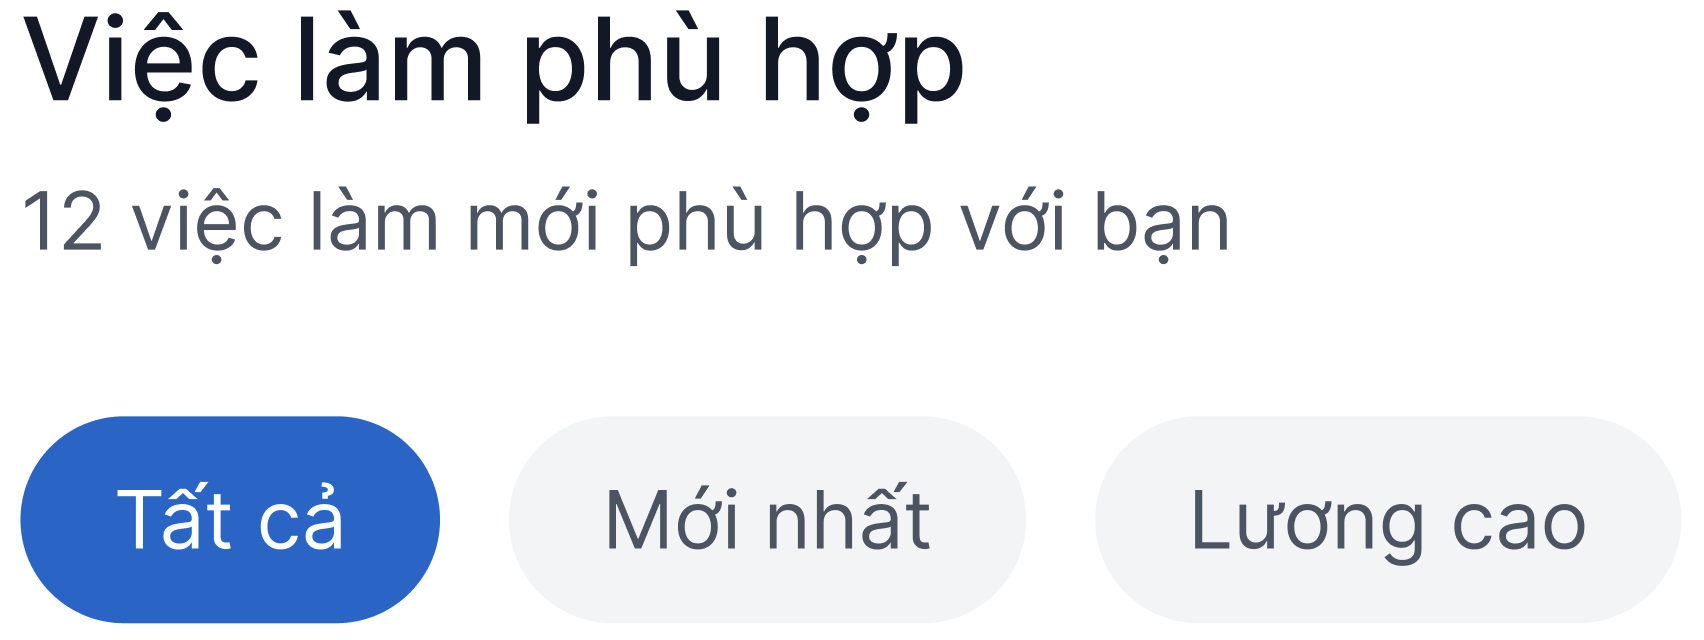 Việc làm phù hợp
12 việc làm mới phù hợp với bạn
Tất cả Mới nhất Lương cao